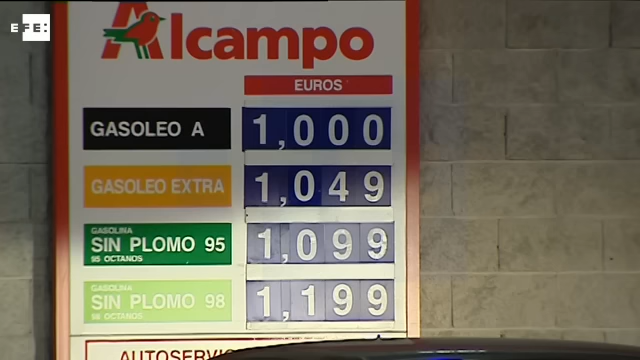 EFE:
Alcampo
EUROS
GASOLEO A 1,000
GASOLEO EXTRA 1,049
GASOLINA
SIN PLOMO 95 1,099
95 OCTANOS
GASOLINA
SIN PLOMO 98 1,199
98 OCTANOS
AUTOSERVIC